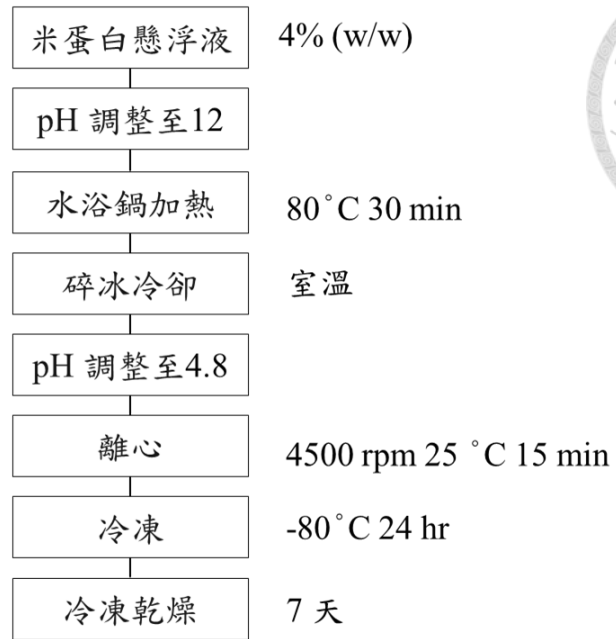 米蛋白懸浮液 4% (w/w)
pH 調整至12
水浴鍋加熱 80˚C 30 min
碎冰冷卻 室溫
pH 調整至4.8
離心 4500 rpm 25 ˚C 15 min
冷凍 -80˚C 24 hr
冷凍乾燥 7 天